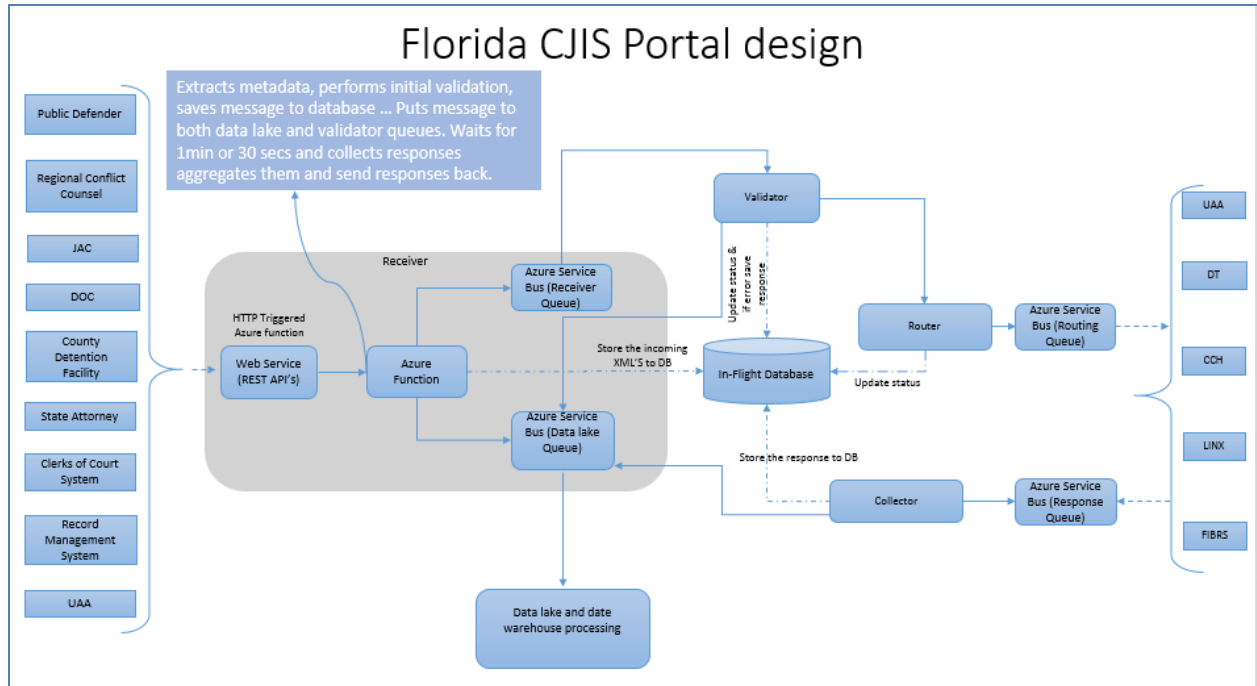 Florida CJIS Portal design
Extracts metadata, performs initial validation,
saves message to database ... Puts message to
both data lake and validator queues. Waits for
1min or 30 secs and collects responses
aggregates them and send responses back.
Public Defender
Regional Conflict
Counsel
JAC
DOC
County
Detention
Facility
State Attorney
Clerks of Court
System
Record
Management
System
UAA
Receiver
HTTP Triggered
Azure function
Web Service
(REST API's)
Azure
Function
Azure Service
Bus (Receiver
Queue)
Azure Service
Bus (Data lake
Queue)
Store the incoming
XML'S to DB
Data lake and date
warehouse processing
Validator
Update status &
if error save
response
In-Flight Database
Router
Update status
Azure Service
Bus (Routing
Queue)
Store the response to DB
Collector
Azure Service
Bus (Response
Queue)
UAA
DT
CCH
LINX
FIBRS